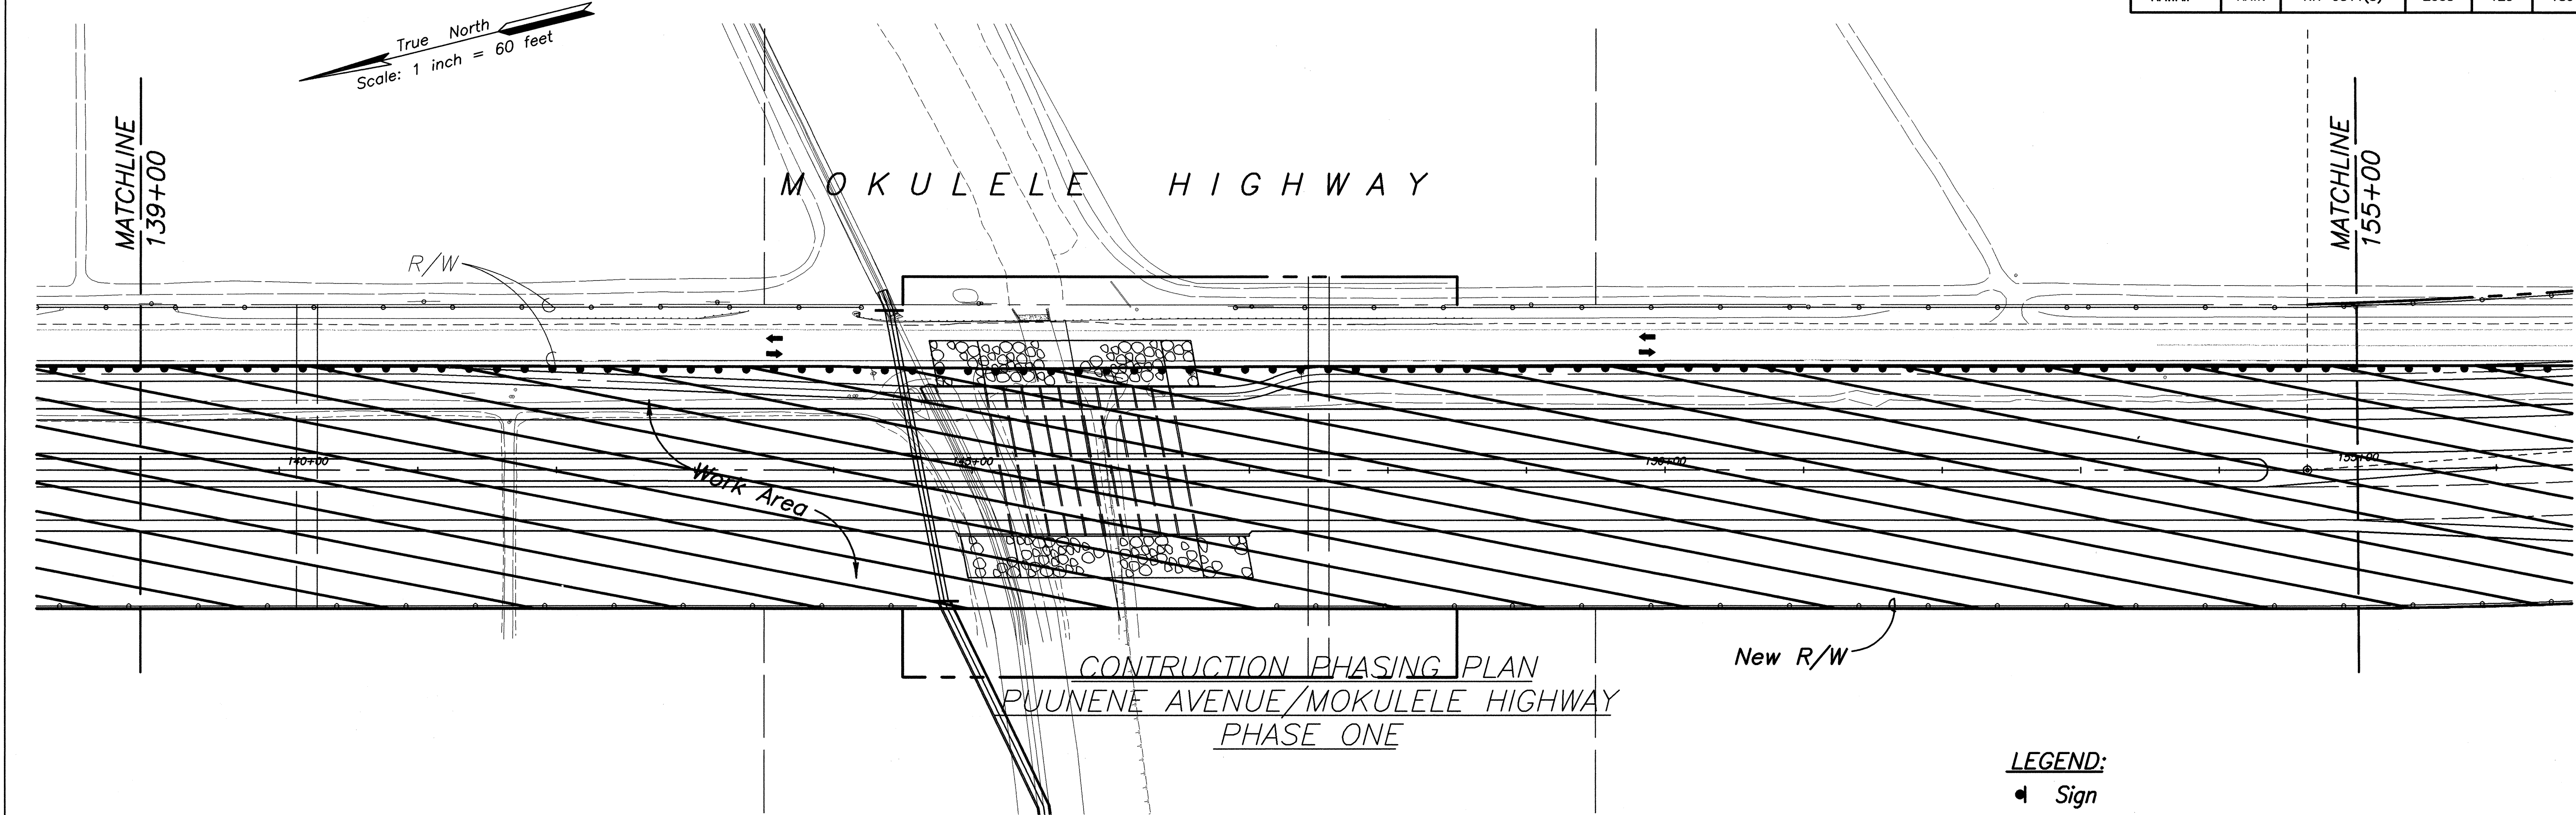 True North
Scale: 1 inch = 60 feet
MATCHLINE
139+00
MOKULELE HIGHWAY
MATCHLINE
155+00
R/W
140+00
145+00
150+00
155+00
Work Area
New R/W
CONTRUCTION PHASING PLAN
PUUNENE AVENUE/MOKULELE HIGHWAY
PHASE ONE
LEGEND:
Sign